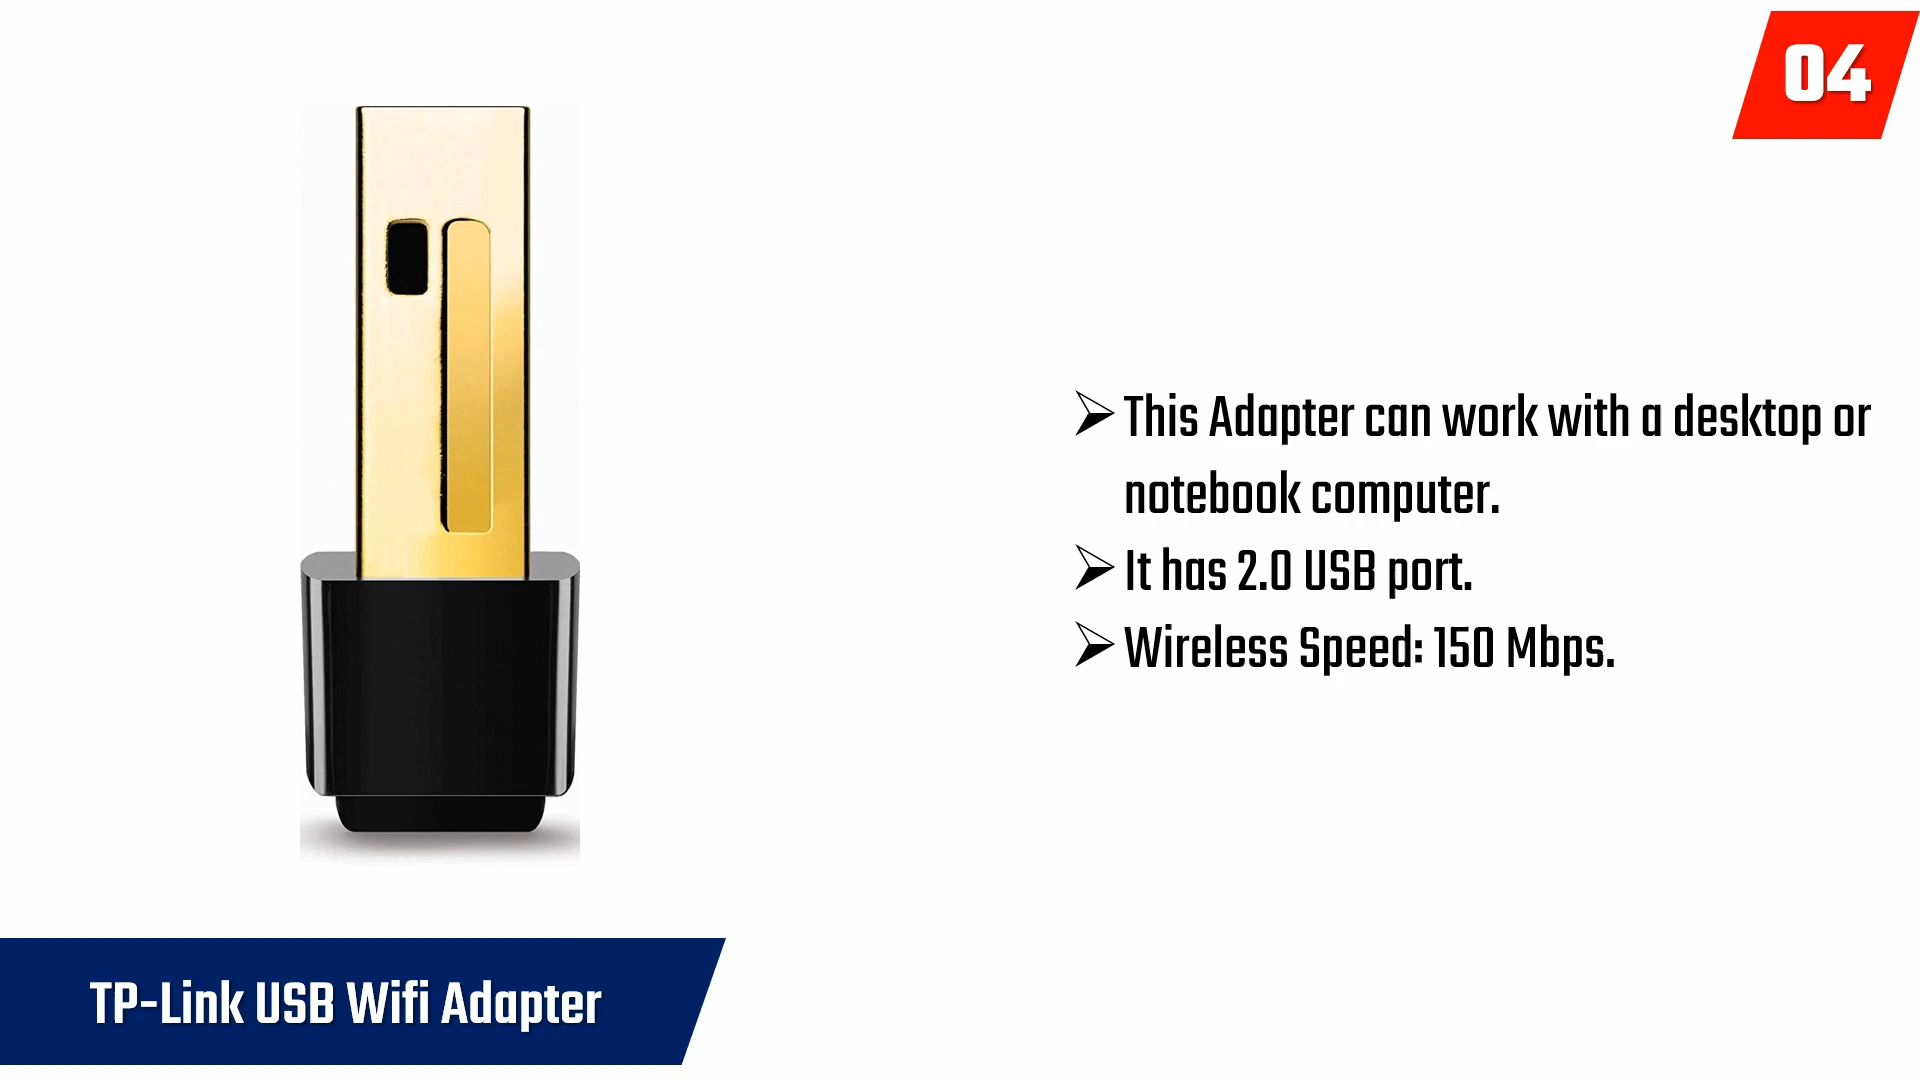 04
This Adapter can work with a desktop or
notebook computer.
It has 2.0 USB port.
Wireless Speed: 150 Mbps.
TP-Link USB Wifi Adapter